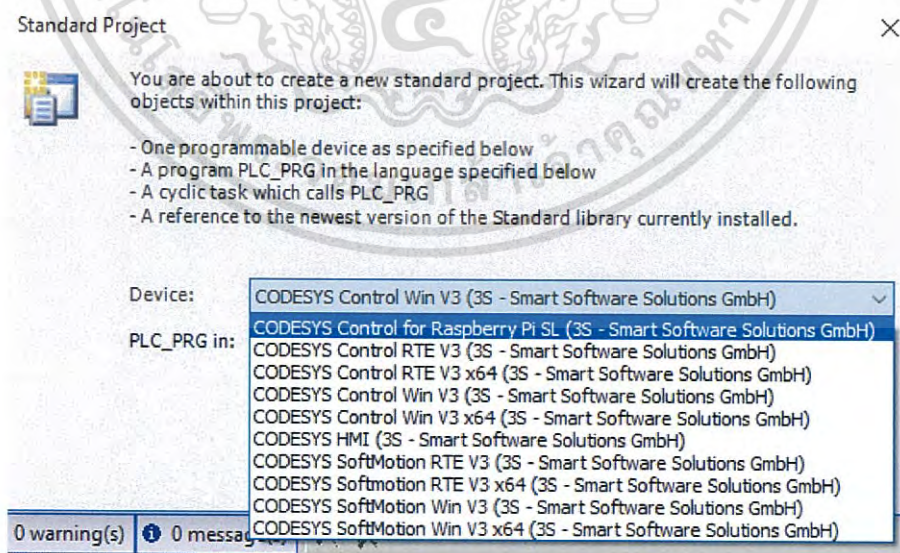 Standard Project
You are about to create a new standard project. This wizard will create the following
objects within this project:
- One programmable device as specified below
- A program PLC_PRG in the language specified below
- A cyclic task which calls PLC_PRG
- A reference to the newest version of the Standard library currently installed.
Device: CODESYS Control Win V3 (3S - Smart Software Solutions GmbH)
PLC_PRG in:
CODESYS Control for Raspberry Pi SL (3S - Smart Software Solutions GmbH)
CODESYS Control RTE V3 (3S - Smart Software Solutions GmbH)
CODESYS Control RTE V3 x64 (3S - Smart Software Solutions GmbH)
CODESYS Control Win V3 (3S - Smart Software Solutions GmbH)
CODESYS Control Win V3 x64 (3S - Smart Software Solutions GmbH)
CODESYS HMI (3S - Smart Software Solutions GmbH)
CODESYS SoftMotion RTE V3 (3S - Smart Software Solutions GmbH)
CODESYS Softmotion RTE V3 x64 (3S - Smart Software Solutions GmbH)
CODESYS SoftMotion Win V3 (3S - Smart Software Solutions GmbH)
CODESYS SoftMotion Win V3 x64 (3S - Smart Software Solutions GmbH)
0 warning(s) 0